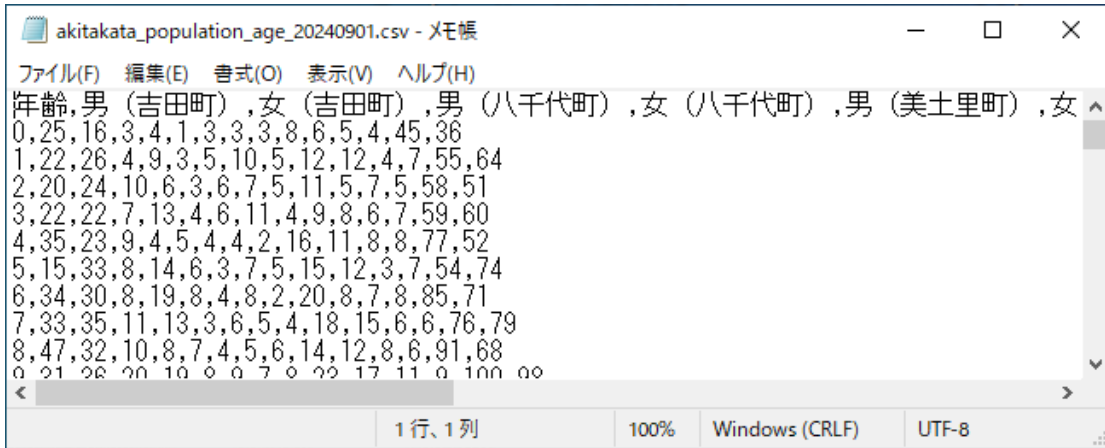 akitakata_population_age_20240901.csv - メモ帳
ファイル(F) 編集(E) 書式(O) 表示(V) ヘルプ(H)
年齢,男（吉田町）,女（吉田町）,男（八千代町）,女（八千代町）,男（美土里町）,女
0,25,16,3,4,1,3,3,3,8,6,5,4,45,36
1,22,26,4,9,3,5,10,5,12,12,4,7,55,64
2,20,24,10,6,3,6,7,5,11,5,7,5,58,51
3,22,22,7,13,4,6,11,4,9,8,6,7,59,60
4,35,23,9,4,5,4,4,2,16,11,8,8,77,52
5,15,33,8,14,6,3,7,5,15,12,3,7,54,74
6,34,30,8,19,8,4,8,2,20,8,7,8,85,71
7,33,35,11,13,3,6,5,4,18,15,6,6,76,79
8,47,32,10,8,7,4,5,6,14,12,8,6,91,68
1 行、1 列 100% Windows (CRLF) UTF-8